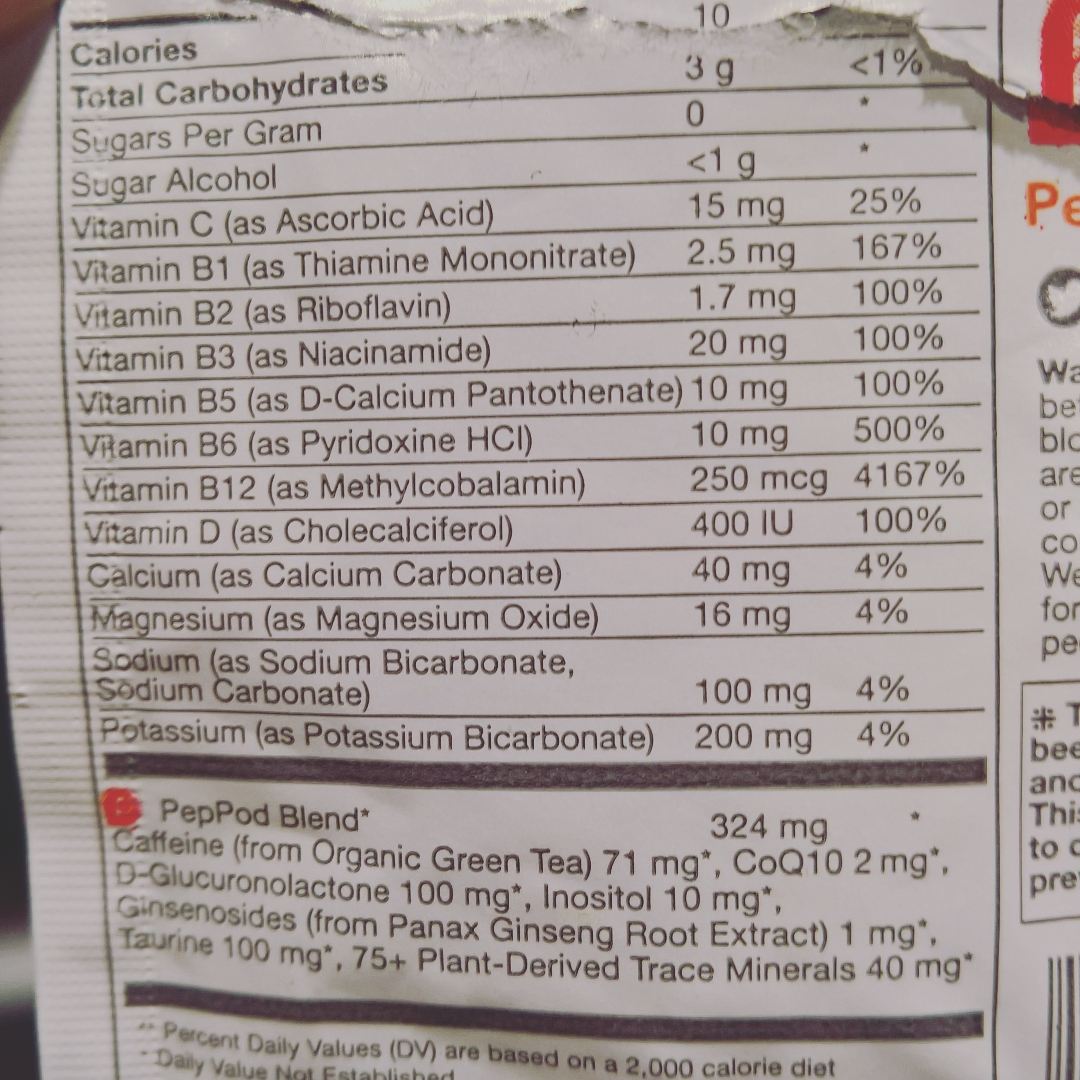 10
Calories
Total Carbohydrates 3 g <1%
Sugars Per Gram 0 *
Sugar Alcohol <1 g *
Vitamin C (as Ascorbic Acid) 15 mg 25%
Vitamin B1 (as Thiamine Mononitrate) 2.5 mg 167%
Vitamin B2 (as Riboflavin) 1.7 mg 100%
Vitamin B3 (as Niacinamide) 20 mg 100%
Vitamin B5 (as D-Calcium Pantothenate) 10 mg 100%
Vitamin B6 (as Pyridoxine HCl) 10 mg 500%
Vitamin B12 (as Methylcobalamin) 250 mcg 4167%
Vitamin D (as Cholecalciferol) 400 IU 100%
Calcium (as Calcium Carbonate) 40 mg 4%
Magnesium (as Magnesium Oxide) 16 mg 4%
Sodium (as Sodium Bicarbonate,
Sodium Carbonate) 100 mg 4%
Potassium (as Potassium Bicarbonate) 200 mg 4%
PepPod Blend* 324 mg *
Caffeine (from Organic Green Tea) 71 mg*, CoQ10 2 mg*,
D-Glucuronolactone 100 mg*, Inositol 10 mg*,
Ginsenosides (from Panax Ginseng Root Extract) 1 mg*,
Taurine 100 mg*, 75+ Plant-Derived Trace Minerals 40 mg*
** Percent Daily Values (DV) are based on a 2,000 calorie diet
* Daily Value Not Established
Pe
Wa
be
blo
are
or
co
We
for
pe
* T
bee
and
This
to d
pre